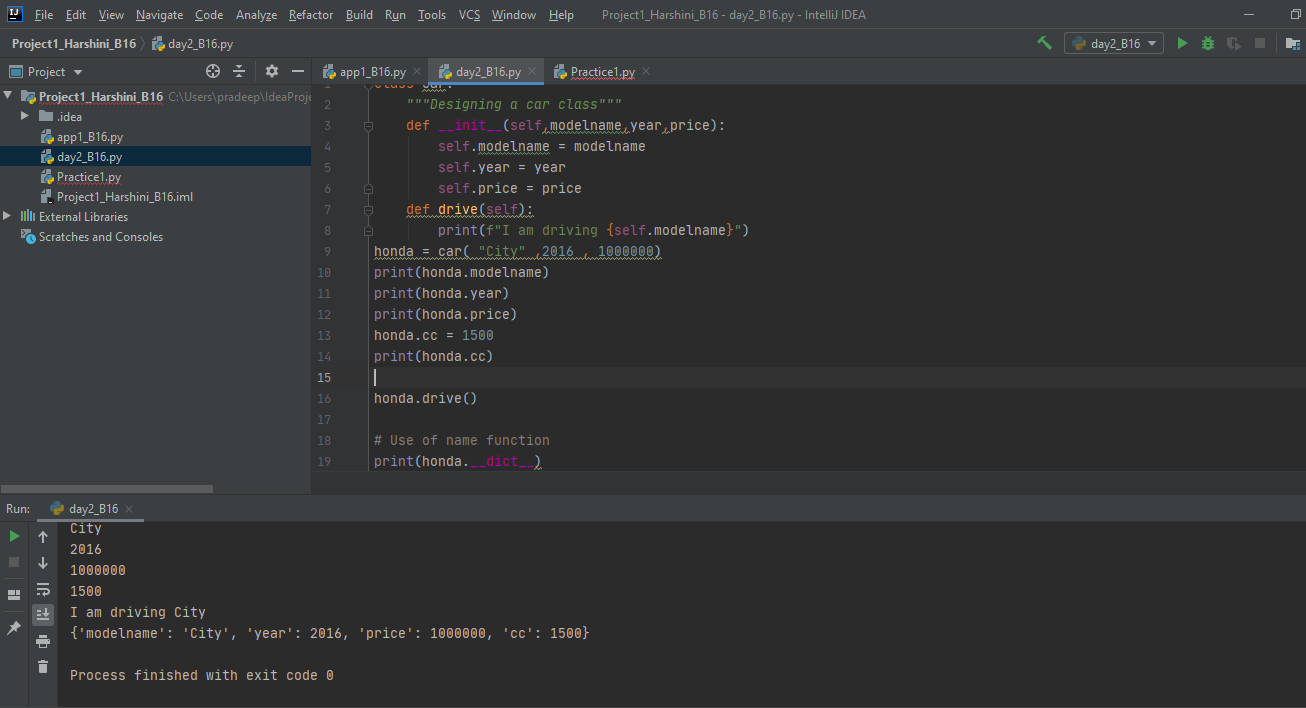 File Edit View Navigate Code Analyze Refactor Build Run Tools VCS Window Help Project1_Harshini_B16 - day2_B16.py - IntelliJ IDEA
Project1_Harshini_B16 day2_B16.py day2_B16
Project app1_B16.py day2_B16.py Practice1.py
Project1_Harshini_B16 C:\Users\pradeep\IdeaProje
.idea
app1_B16.py
day2_B16.py
Practice1.py
Project1_Harshini_B16.iml
External Libraries
Scratches and Consoles
1 class car:
2 """Designing a car class"""
3 def __init__(self,modelname,year,price):
4 self.modelname = modelname
5 self.year = year
6 self.price = price
7 def drive(self):
8 print(f"I am driving {self.modelname}")
9 honda = car( "City" ,2016 , 1000000)
10 print(honda.modelname)
11 print(honda.year)
12 print(honda.price)
13 honda.cc = 1500
14 print(honda.cc)
15
16 honda.drive()
17
18 # Use of name function
19 print(honda.__dict__)
Run: day2_B16
City
2016
1000000
1500
I am driving City
{'modelname': 'City', 'year': 2016, 'price': 1000000, 'cc': 1500}
Process finished with exit code 0